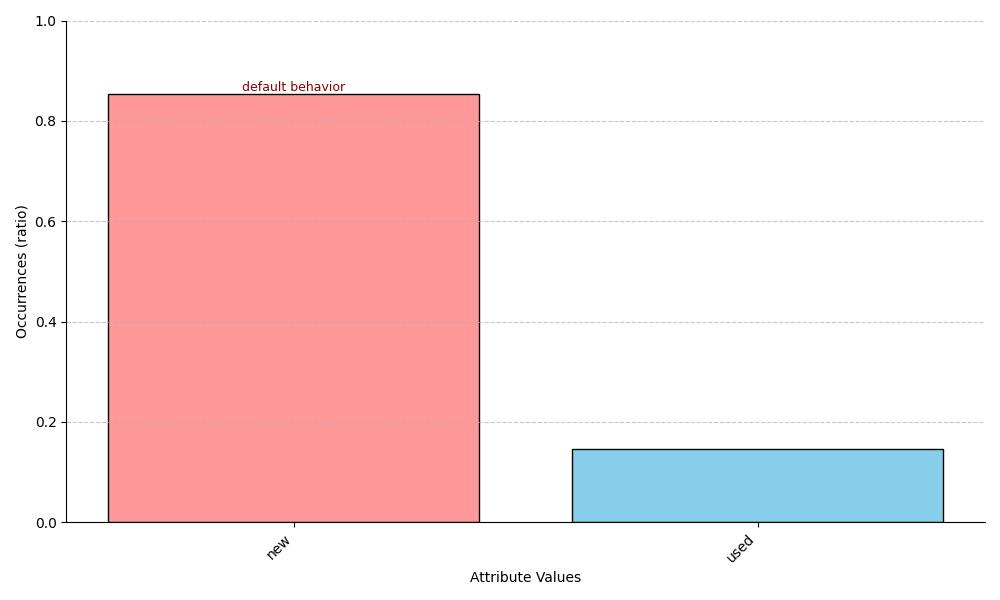 1.0
default behavior
0.8
0.6
0.4
0.2
0.0
Occurrences (ratio)
new
used
Attribute Values